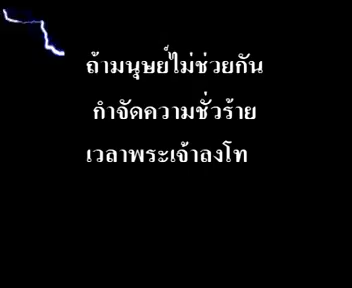 ถ้ามนุษย์ไม่ช่วยกัน
กำจัดความชั่วร้าย
เวลาพระเจ้าลงโท